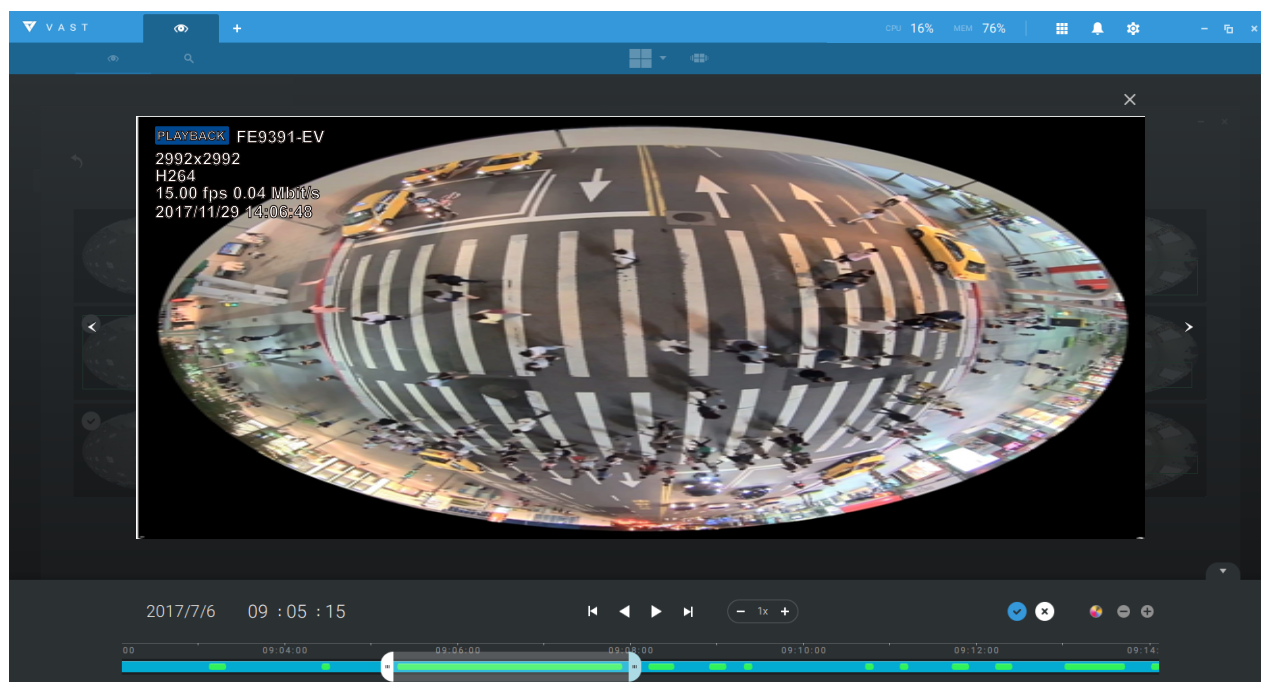 VAST
+
CPU 16% MEM 76%
PLAYBACK FE9391-EV
2992x2992
H264
15.00 fps 0.04 Mbit/s
2017/11/29 14:06:48
2017/7/6 09 : 05 : 15
− 1x +
00 09:04:00 09:06:00 09:08:00 09:10:00 09:12:00 09:14: